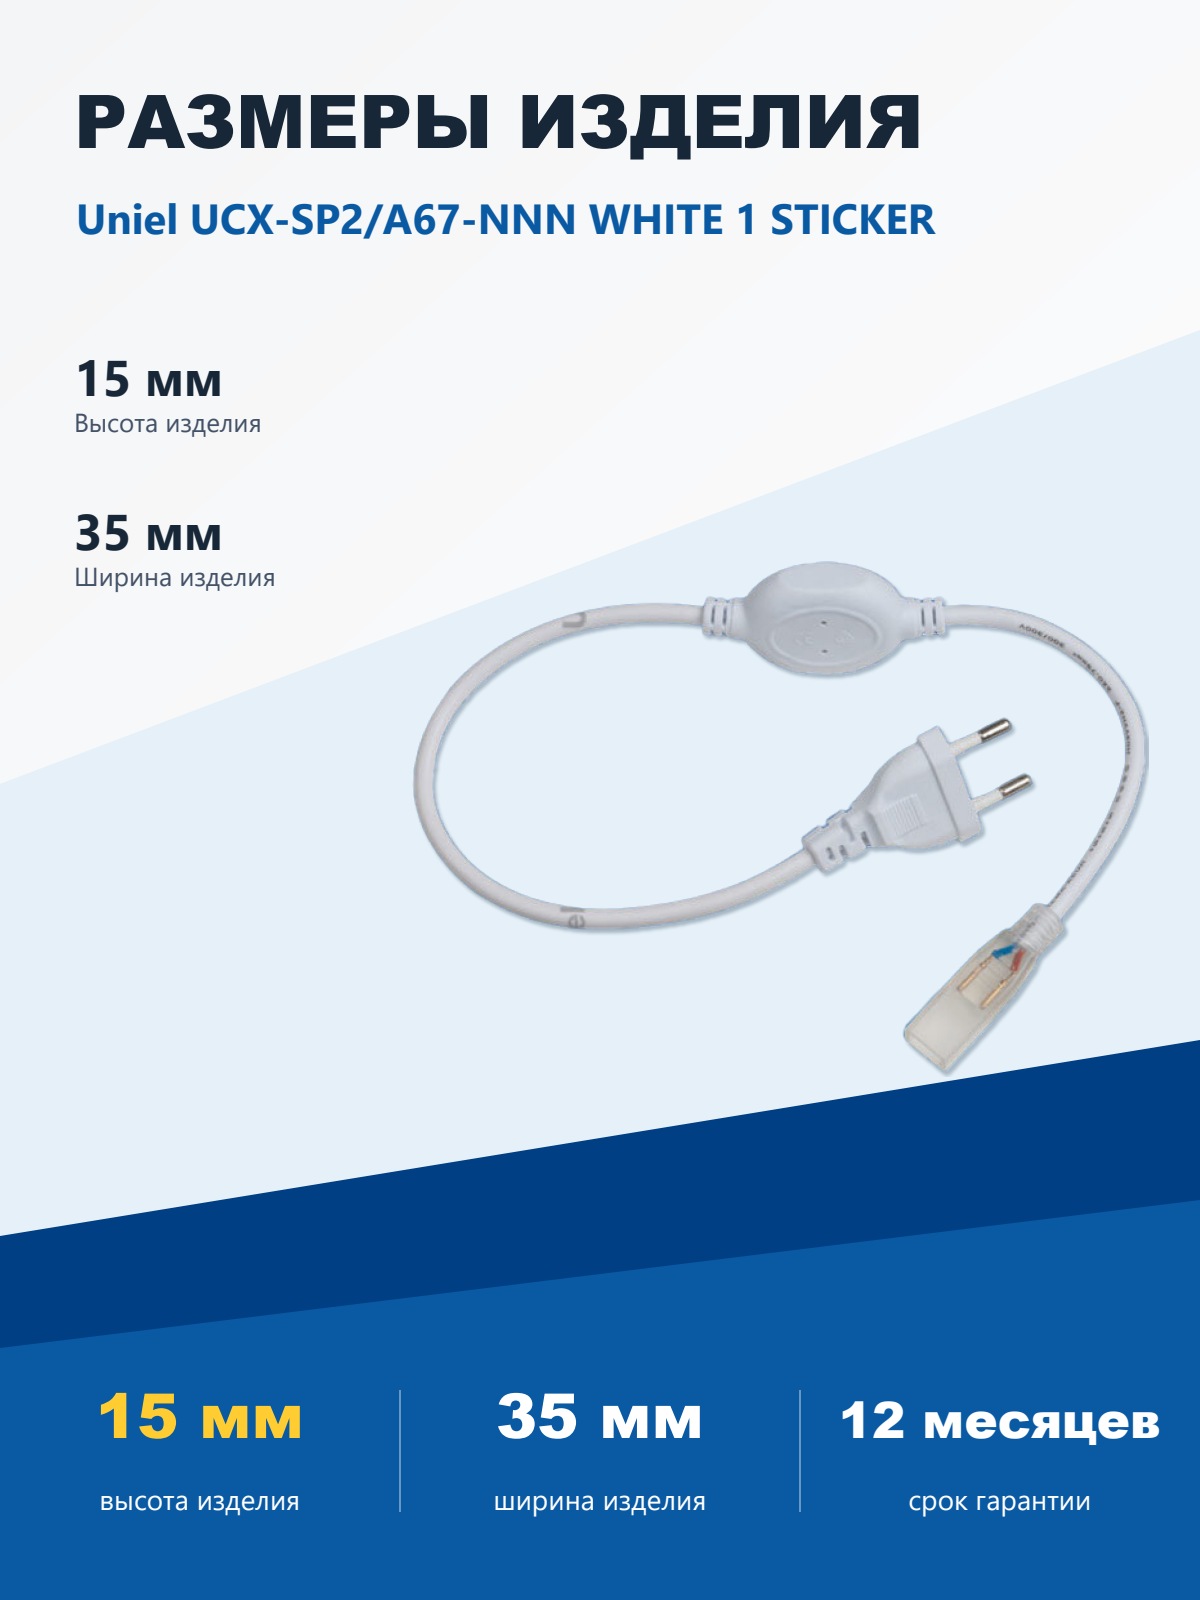 РАЗМЕРЫ ИЗДЕЛИЯ
Uniel UCX-SP2/A67-NNN WHITE 1 STICKER
15 мм
Высота изделия
35 мм
Ширина изделия
15 мм
высота изделия
35 мм
ширина изделия
12 месяцев
срок гарантии